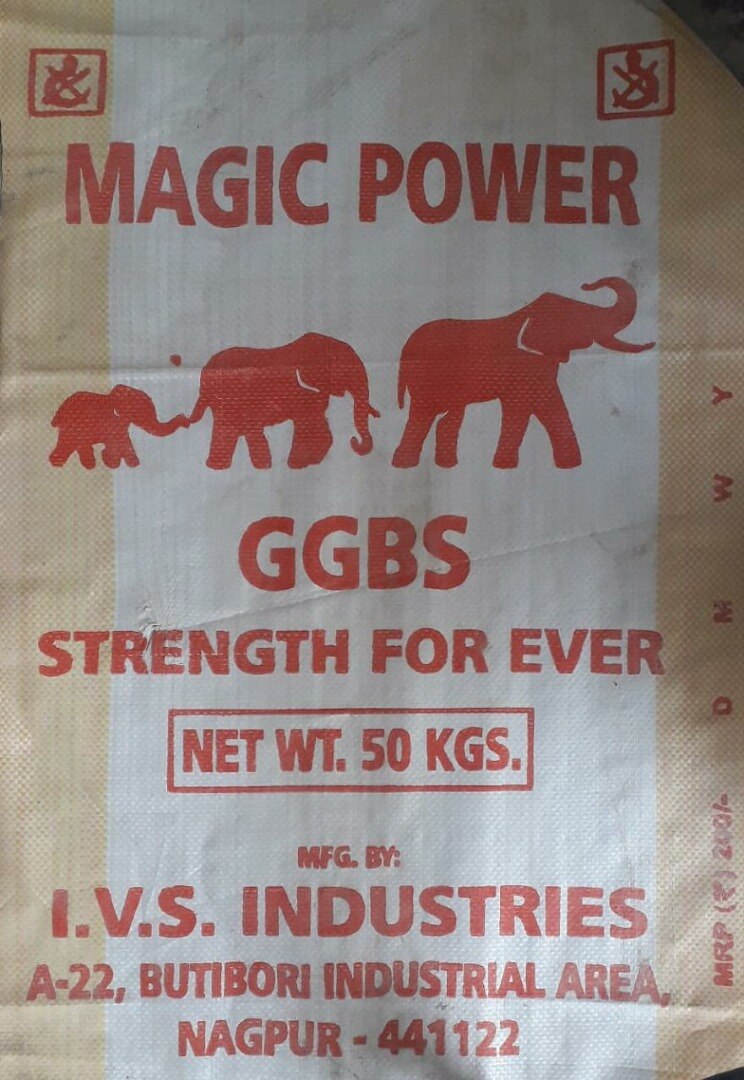 MAGIC POWER
GGBS
STRENGTH FOR EVER
NET WT. 50 KGS.
MFG. BY:
I.V.S. INDUSTRIES
A-22, BUTIBORI INDUSTRIAL AREA,
NAGPUR - 441122
MRP (₹) 200/- D M W Y